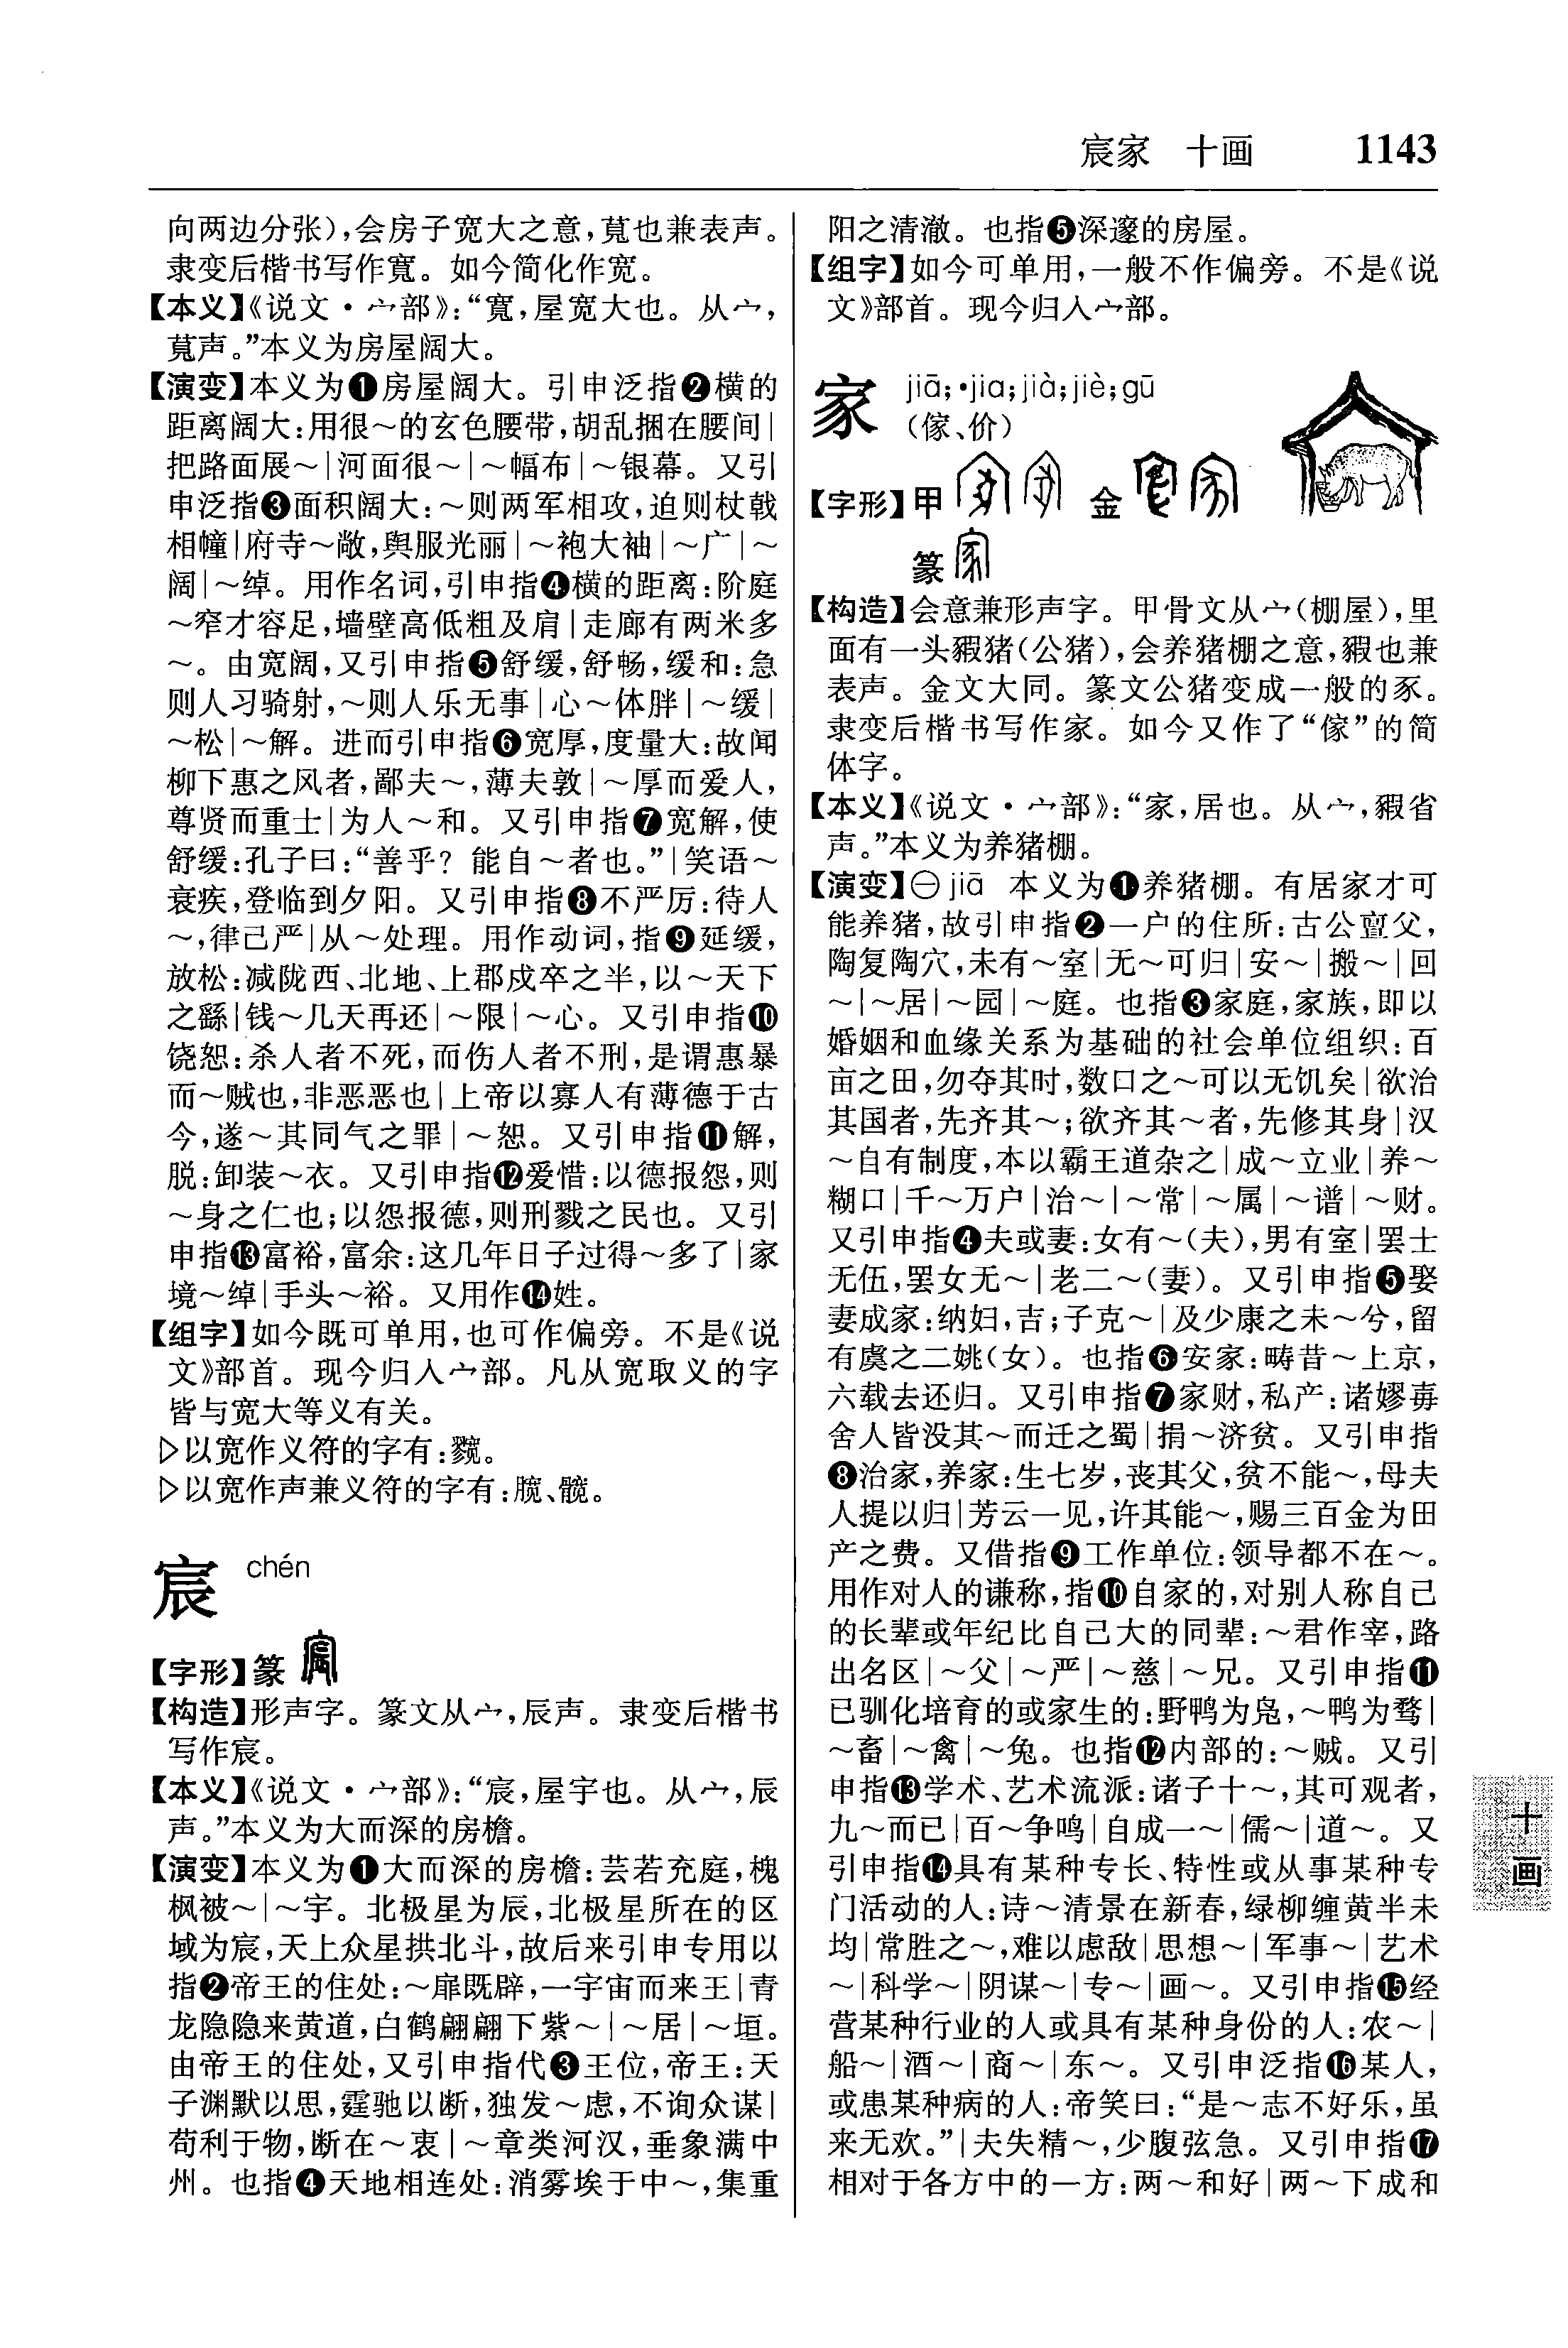 宸家 十画 1143
向两边分张),会房子宽大之意,萈也兼表声。
隶变后楷书写作寬。如今简化作宽。
【本义】《说文·宀部》:“寬,屋宽大也。从宀,
萈声。”本义为房屋阔大。
【演变】本义为❶房屋阔大。引申泛指❷横的
距离阔大:用很～的玄色腰带,胡乱捆在腰间|
把路面展～|河面很～|～幅布|～银幕。又引
申泛指❸面积阔大:～则两军相攻,迫则杖戟
相幢|府寺～敞,舆服光丽|～袍大袖|～广|～
阔|～绰。用作名词,引申指❹横的距离:阶庭
～窄才容足,墙壁高低粗及肩|走廊有两米多
～。由宽阔,又引申指❺舒缓,舒畅,缓和:急
则人习骑射,～则人乐无事|心～体胖|～缓|
～松|～解。进而引申指❻宽厚,度量大:故闻
柳下惠之风者,鄙夫～,薄夫敦|～厚而爱人,
尊贤而重士|为人～和。又引申指❼宽解,使
舒缓:孔子曰:“善乎?能自～者也。”|笑语～
衰疾,登临到夕阳。又引申指❽不严厉:待人
～,律己严|从～处理。用作动词,指❾延缓,
放松:减陇西、北地、上郡戍卒之半,以～天下
之繇|钱～几天再还|～限|～心。又引申指❿
饶恕:杀人者不死,而伤人者不刑,是谓惠暴
而～贼也,非恶恶也|上帝以寡人有薄德于古
今,遂～其同气之罪|～恕。又引申指⓫解,
脱:卸装～衣。又引申指⓬爱惜:以德报怨,则
～身之仁也;以怨报德,则刑戮之民也。又引
申指⓭富裕,富余:这几年日子过得～多了|家
境～绰|手头～裕。又用作⓮姓。
【组字】如今既可单用,也可作偏旁。不是《说
文》部首。现今归入宀部。凡从宽取义的字
皆与宽大等义有关。
▷以宽作义符的字有:㱁。
▷以宽作声兼义符的字有:臗、髋。
宸 chén
【字形】篆
【构造】形声字。篆文从宀,辰声。隶变后楷书
写作宸。
【本义】《说文·宀部》:“宸,屋宇也。从宀,辰
声。”本义为大而深的房檐。
【演变】本义为❶大而深的房檐:芸若充庭,槐
枫被～|～宇。北极星为辰,北极星所在的区
域为宸,天上众星拱北斗,故后来引申专用以
指❷帝王的住处:～扉既辟,一宇宙而来王|青
龙隐隐来黄道,白鹤翩翩下紫～|～居|～垣。
由帝王的住处,又引申指代❸王位,帝王:天
子渊默以思,霆驰以断,独发～虑,不询众谋|
苟利于物,断在～衷|～章类河汉,垂象满中
州。也指❹天地相连处:消雾埃于中～,集重
阳之清澈。也指❺深邃的房屋。
【组字】如今可单用,一般不作偏旁。不是《说
文》部首。现今归入宀部。
家 jiā;·jia;jià;jiè;gū
(傢、价)
【字形】甲 金
篆
【构造】会意兼形声字。甲骨文从宀(棚屋),里
面有一头豭猪(公猪),会养猪棚之意,豭也兼
表声。金文大同。篆文公猪变成一般的豕。
隶变后楷书写作家。如今又作了“傢”的简
体字。
【本义】《说文·宀部》:“家,居也。从宀,豭省
声。”本义为养猪棚。
【演变】㊀jiā 本义为❶养猪棚。有居家才可
能养猪,故引申指❷一户的住所:古公亶父,
陶复陶穴,未有～室|无～可归|安～|搬～|回
～|～居|～园|～庭。也指❸家庭,家族,即以
婚姻和血缘关系为基础的社会单位组织:百
亩之田,勿夺其时,数口之～可以无饥矣|欲治
其国者,先齐其～;欲齐其～者,先修其身|汉
～自有制度,本以霸王道杂之|成～立业|养～
糊口|千～万户|治～|～常|～属|～谱|～财。
又引申指❹夫或妻:女有～(夫),男有室|罢士
无伍,罢女无～|老二～(妻)。又引申指❺娶
妻成家:纳妇,吉;子克～|及少康之未～兮,留
有虞之二姚(女)。也指❻安家:畴昔～上京,
六载去还归。又引申指❼家财,私产:诸嫪毐
舍人皆没其～而迁之蜀|捐～济贫。又引申指
❽治家,养家:生七岁,丧其父,贫不能～,母夫
人提以归|芳云一见,许其能～,赐三百金为田
产之费。又借指❾工作单位:领导都不在～。
用作对人的谦称,指❿自家的,对别人称自己
的长辈或年纪比自己大的同辈:～君作宰,路
出名区|～父|～严|～慈|～兄。又引申指⓫
已驯化培育的或家生的:野鸭为凫,～鸭为鹜|
～畜|～禽|～兔。也指⓬内部的:～贼。又引
申指⓭学术、艺术流派:诸子十～,其可观者,
九～而已|百～争鸣|自成一～|儒～|道～。又
引申指⓮具有某种专长、特性或从事某种专
门活动的人:诗～清景在新春,绿柳缠黄半未
均|常胜之～,难以虑敌|思想～|军事～|艺术
～|科学～|阴谋～|专～|画～。又引申指⓯经
营某种行业的人或具有某种身份的人:农～|
船～|酒～|商～|东～。又引申泛指⓰某人,
或患某种病的人:帝笑曰:“是～志不好乐,虽
来无欢。”|夫失精～,少腹弦急。又引申指⓱
相对于各方中的一方:两～和好|两～下成和
十画